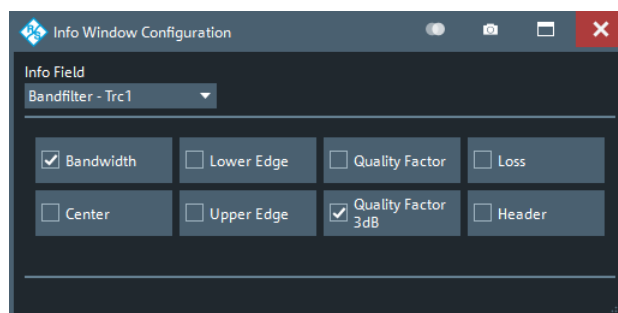 R&S Info Window Configuration
Info Field
Bandfilter - Trc1
Bandwidth
Lower Edge
Quality Factor
Loss
Center
Upper Edge
Quality Factor
3dB
Header